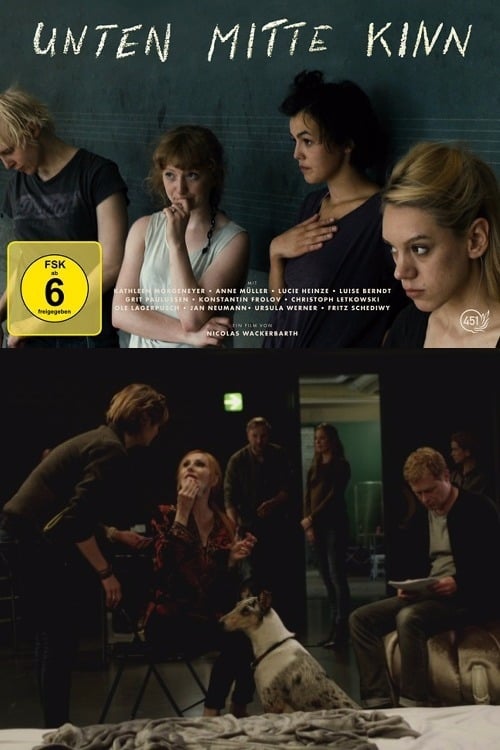 UNTEN MITTE KINN
FSK
ab
6
freigegeben
MIT
KATHLEEN MORGENEYER • ANNE MÜLLER • LUCIE HEINZE • LUISE BERNDT
GRIT PAULUSSEN • KONSTANTIN FROLOV • CHRISTOPH LETKOWSKI
OLE LAGERPUSCH • JAN NEUMANN • URSULA WERNER • FRITZ SCHEDIWY
EIN FILM VON
NICOLAS WACKERBARTH
451